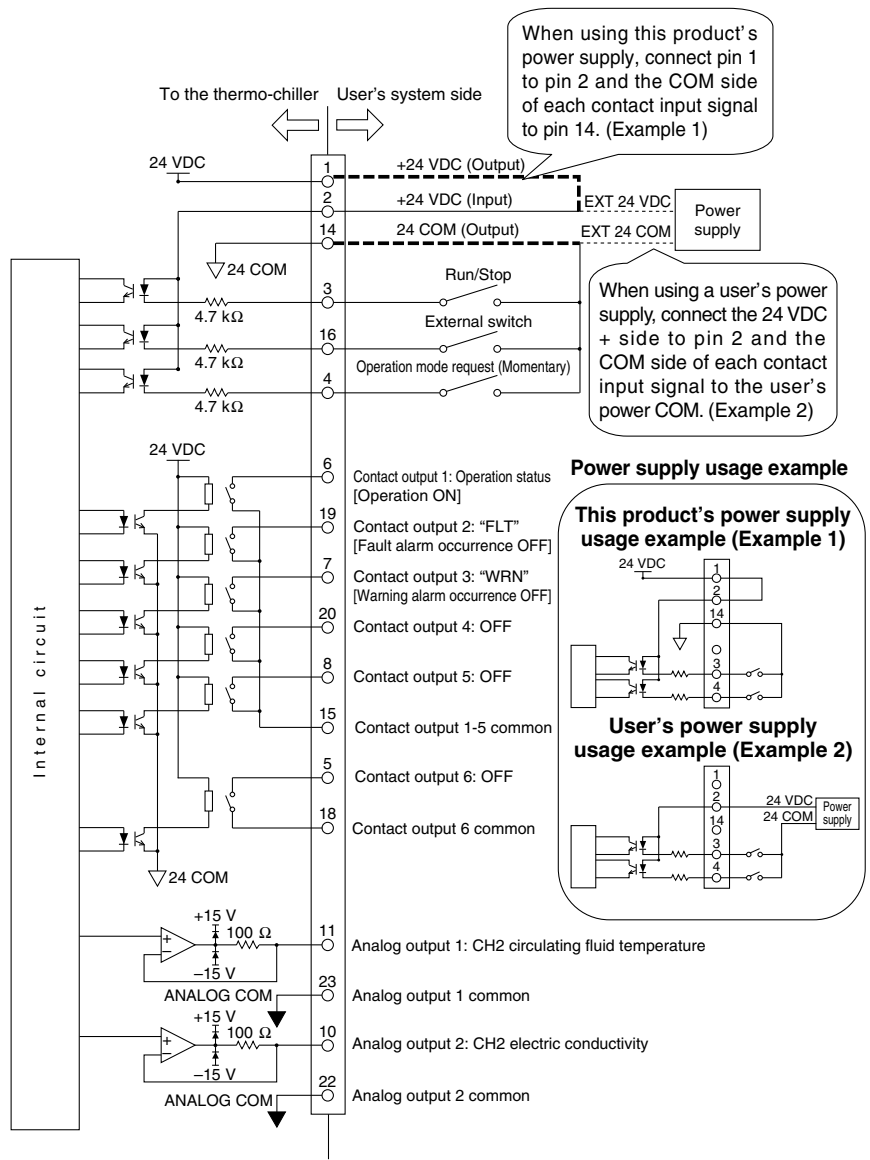 When using this product's
power supply, connect pin 1
to pin 2 and the COM side
of each contact input signal
to pin 14. (Example 1)
To the thermo-chiller
User's system side
24 VDC
1
+24 VDC (Output)
2
+24 VDC (Input)
EXT 24 VDC
Power
supply
14
24 COM (Output)
EXT 24 COM
24 COM
Run/Stop
3
4.7 kΩ
External switch
16
4.7 kΩ
Operation mode request (Momentary)
4
4.7 kΩ
When using a user's power
supply, connect the 24 VDC
+ side to pin 2 and the
COM side of each contact
input signal to the user's
power COM. (Example 2)
24 VDC
6
Contact output 1: Operation status
[Operation ON]
19
Contact output 2: “FLT”
[Fault alarm occurrence OFF]
7
Contact output 3: “WRN”
[Warning alarm occurrence OFF]
20
Contact output 4: OFF
8
Contact output 5: OFF
15
Contact output 1-5 common
5
Contact output 6: OFF
18
Contact output 6 common
24 COM
Internal circuit
Power supply usage example
This product's power supply
usage example (Example 1)
24 VDC
1
2
14
3
4
User's power supply
usage example (Example 2)
1
2
24 VDC
24 COM
Power
supply
14
3
4
+15 V
100 Ω
11
Analog output 1: CH2 circulating fluid temperature
–15 V
ANALOG COM
23
Analog output 1 common
+15 V
100 Ω
10
Analog output 2: CH2 electric conductivity
–15 V
ANALOG COM
22
Analog output 2 common